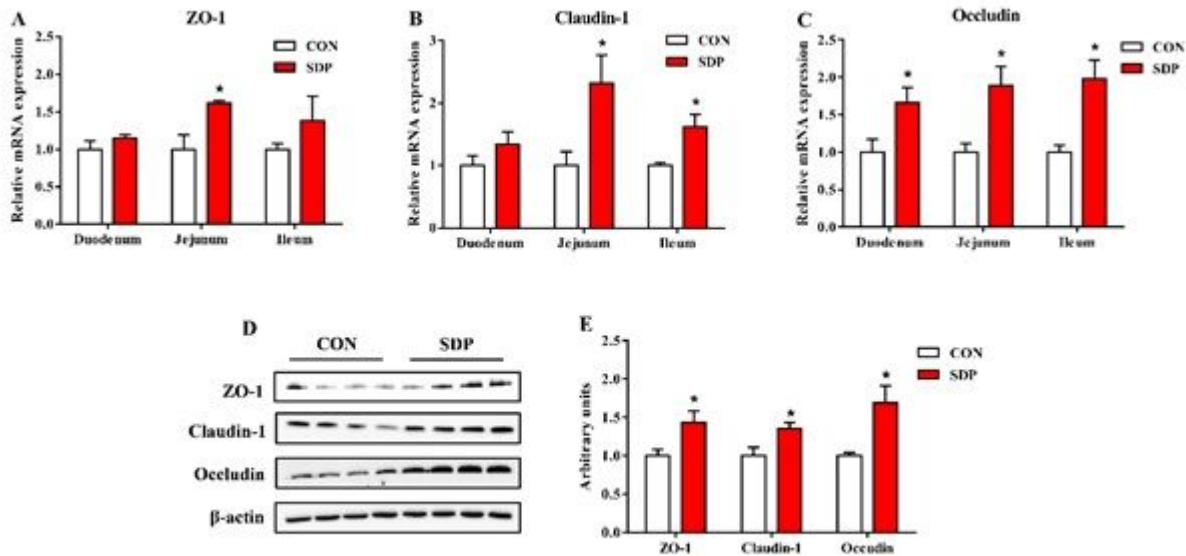 A
ZO-1
Relative mRNA expression
2.5
2.0
1.5
1.0
0.5
0.0
*
CON
SDP
Duodenum Jejunum Ileum
B
Claudin-1
Relative mRNA expression
3
2
1
0
*
*
CON
SDP
Duodenum Jejunum Ileum
C
Occludin
Relative mRNA expression
2.5
2.0
1.5
1.0
0.5
0.0
* * *
CON
SDP
Duodenum Jejunum Ileum
D
CON SDP
ZO-1
Claudin-1
Occludin
β-actin
E
Arbitrary units
2.5
2.0
1.5
1.0
0.5
0.0
* * *
CON
SDP
ZO-1 Claudin-1 Occudin